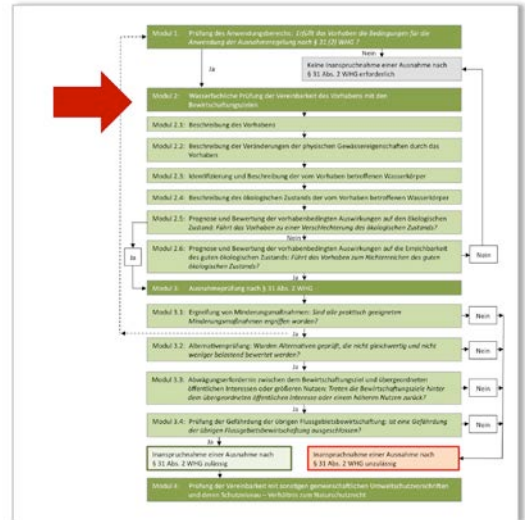 Modul 1: Prüfung des Anwendungsbereichs: Erfüllt das Vorhaben die Bedingungen für die
Anwendung der Ausnahmeregelung nach § 31 (2) WHG ?
Nein
Ja
Keine Inanspruchnahme einer Ausnahme nach
§ 31 Abs. 2 WHG erforderlich
Modul 2: Wasserfachliche Prüfung der Vereinbarkeit des Vorhabens mit den
Bewirtschaftungszielen
Modul 2.1: Beschreibung des Vorhabens
Modul 2.2: Beschreibung der Veränderungen der physischen Gewässereigenschaften durch das
Vorhaben
Modul 2.3: Identifizierung und Beschreibung der vom Vorhaben betroffenen Wasserkörper
Modul 2.4: Beschreibung des ökologischen Zustands der vom Vorhaben betroffenen Wasserkörper
Modul 2.5: Prognose und Bewertung der vorhabenbedingten Auswirkungen auf den ökologischen
Zustand: Führt das Vorhaben zu einer Verschlechterung des ökologischen Zustands?
Nein
Ja
Modul 2.6: Prognose und Bewertung der vorhabenbedingten Auswirkungen auf die Erreichbarkeit
des guten ökologischen Zustands: Führt das Vorhaben zum Nichterreichen des guten
ökologischen Zustands?
Nein
Ja
Modul 3: Ausnahmeprüfung nach § 31 Abs. 2 WHG
Modul 3.1: Ergreifung von Minderungsmaßnahmen: Sind alle praktisch geeigneten
Minderungsmaßnahmen ergriffen worden?
Nein
Ja
Modul 3.2: Alternativenprüfung: Wurden Alternativen geprüft, die nicht gleichwertig und nicht
weniger belastend bewertet werden?
Nein
Ja
Modul 3.3: Abwägungserfordernis zwischen dem Bewirtschaftungsziel und übergeordneten
öffentlichen Interessen oder größeren Nutzen: Treten die Bewirtschaftungsziele hinter
dem übergeordneten öffentlichen Interesse oder einem höheren Nutzen zurück?
Nein
Ja
Modul 3.4: Prüfung der Gefährdung der übrigen Flussgebietsbewirtschaftung: Ist eine Gefährdung
der übrigen Flussgebietsbewirtschaftung ausgeschlossen?
Nein
Ja
Inanspruchnahme einer Ausnahme nach
§ 31 Abs. 2 WHG zulässig
Inanspruchnahme einer Ausnahme nach
§ 31 Abs. 2 WHG unzulässig
Modul 4: Prüfung der Vereinbarkeit mit sonstigen gemeinschaftlichen Umweltschutzvorschriften
und deren Schutzniveau – Verhältnis zum Naturschutzrecht